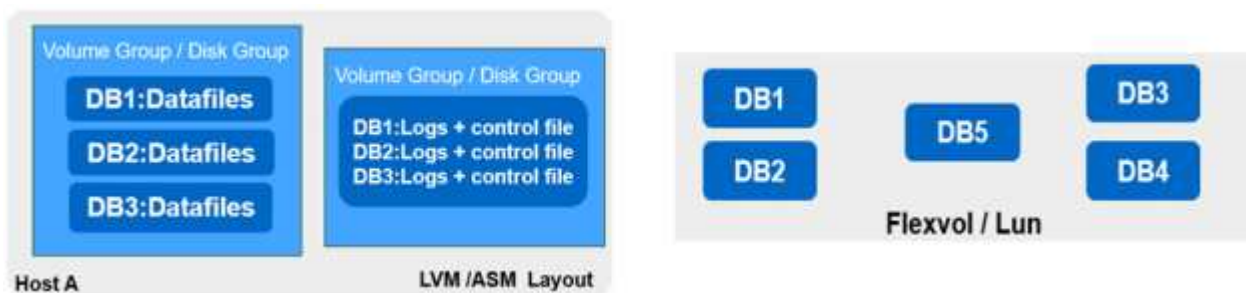 Volume Group / Disk Group
DB1:Datafiles
DB2:Datafiles
DB3:Datafiles
Volume Group / Disk Group
DB1:Logs + control file
DB2:Logs + control file
DB3:Logs + control file
Host A
LVM /ASM Layout
DB1
DB2
DB5
DB3
DB4
Flexvol / Lun